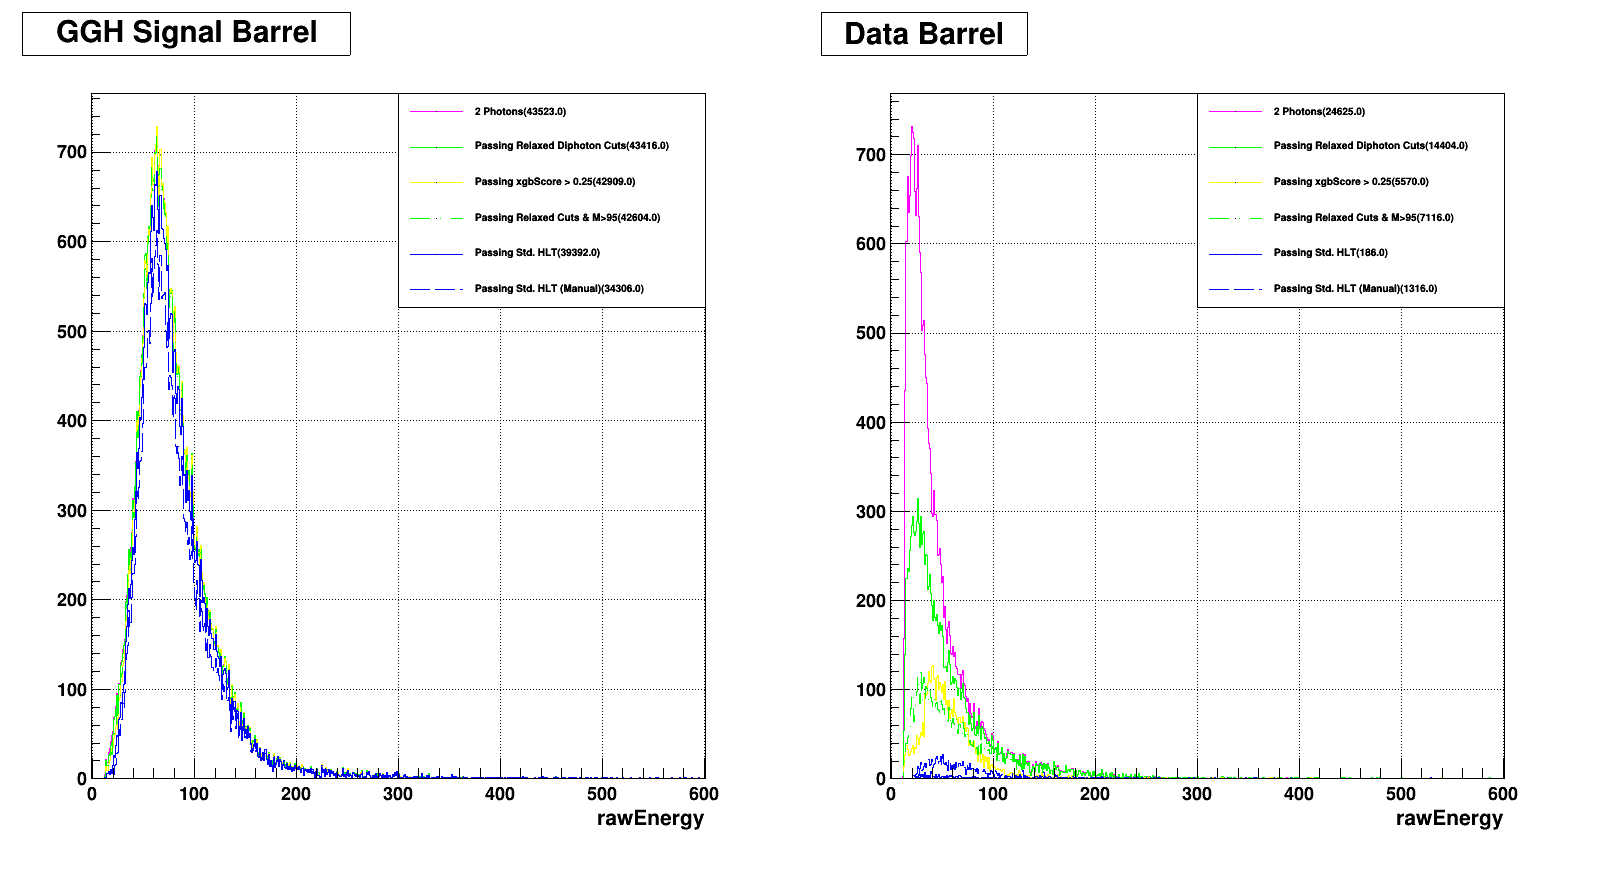 GGH Signal Barrel
2 Photons(43523.0)
Passing Relaxed Diphoton Cuts(43416.0)
Passing xgbScore > 0.25(42909.0)
Passing Relaxed Cuts & M>95(42604.0)
Passing Std. HLT(39392.0)
Passing Std. HLT (Manual)(34306.0)
700
600
500
400
300
200
100
0
0 100 200 300 400 500 600
rawEnergy
Data Barrel
2 Photons(24625.0)
Passing Relaxed Diphoton Cuts(14404.0)
Passing xgbScore > 0.25(5570.0)
Passing Relaxed Cuts & M>95(7116.0)
Passing Std. HLT(186.0)
Passing Std. HLT (Manual)(1316.0)
700
600
500
400
300
200
100
0
0 100 200 300 400 500 600
rawEnergy